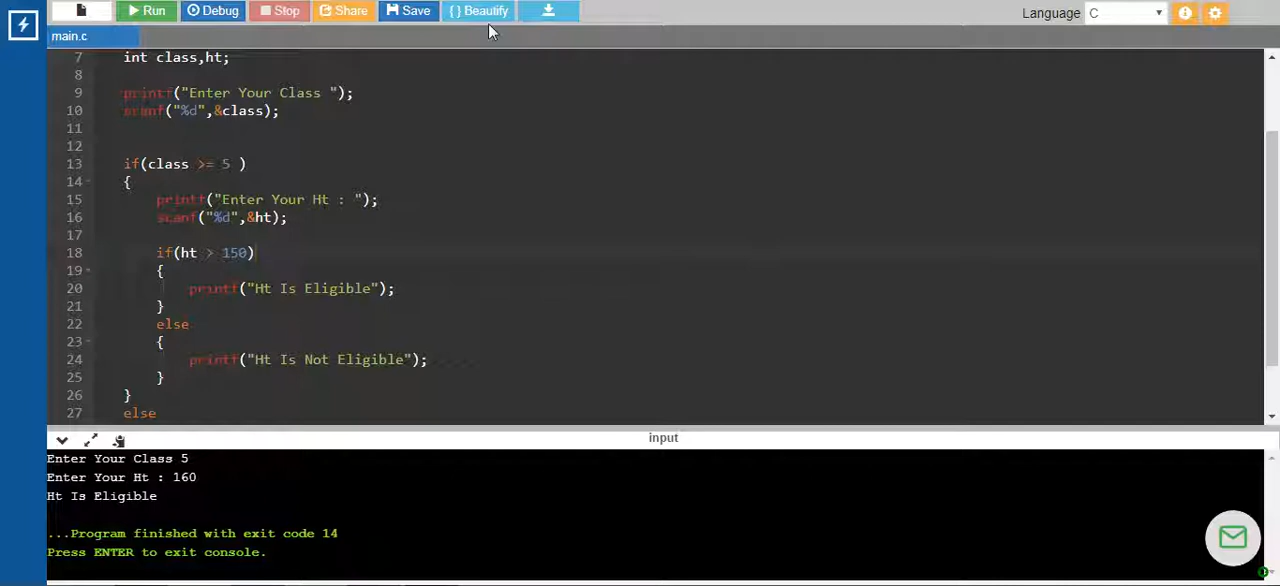 Run Debug Stop Share Save { } Beautify Language C
main.c
7 int class,ht;
8
9 printf("Enter Your Class ");
10 scanf("%d",&class);
11
12
13 if(class >= 5 )
14 {
15 printf("Enter Your Ht : ");
16 scanf("%d",&ht);
17
18 if(ht > 150)
19 {
20 printf("Ht Is Eligible");
21 }
22 else
23 {
24 printf("Ht Is Not Eligible");
25 }
26 }
27 else
input
Enter Your Class 5
Enter Your Ht : 160
Ht Is Eligible
...Program finished with exit code 14
Press ENTER to exit console.